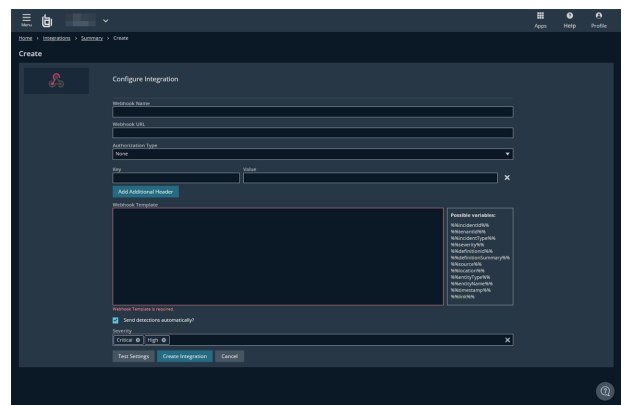 Menu
Apps
Help
Profile
Home › Integrations › Summary › Create
Create
Configure Integration
Webhook Name
Webhook URL
Authorization Type
None
Key
Value
Add Additional Header
Webhook Template
Possible variables:
%%incidentId%%
%%tenantId%%
%%incidentType%%
%%severity%%
%%definitionId%%
%%definitionSummary%%
%%source%%
%%location%%
%%entityType%%
%%entityName%%
%%timestamp%%
%%link%%
Webhook Template is required.
Send detections automatically?
Severity
Critical
High
Test Settings
Create Integration
Cancel